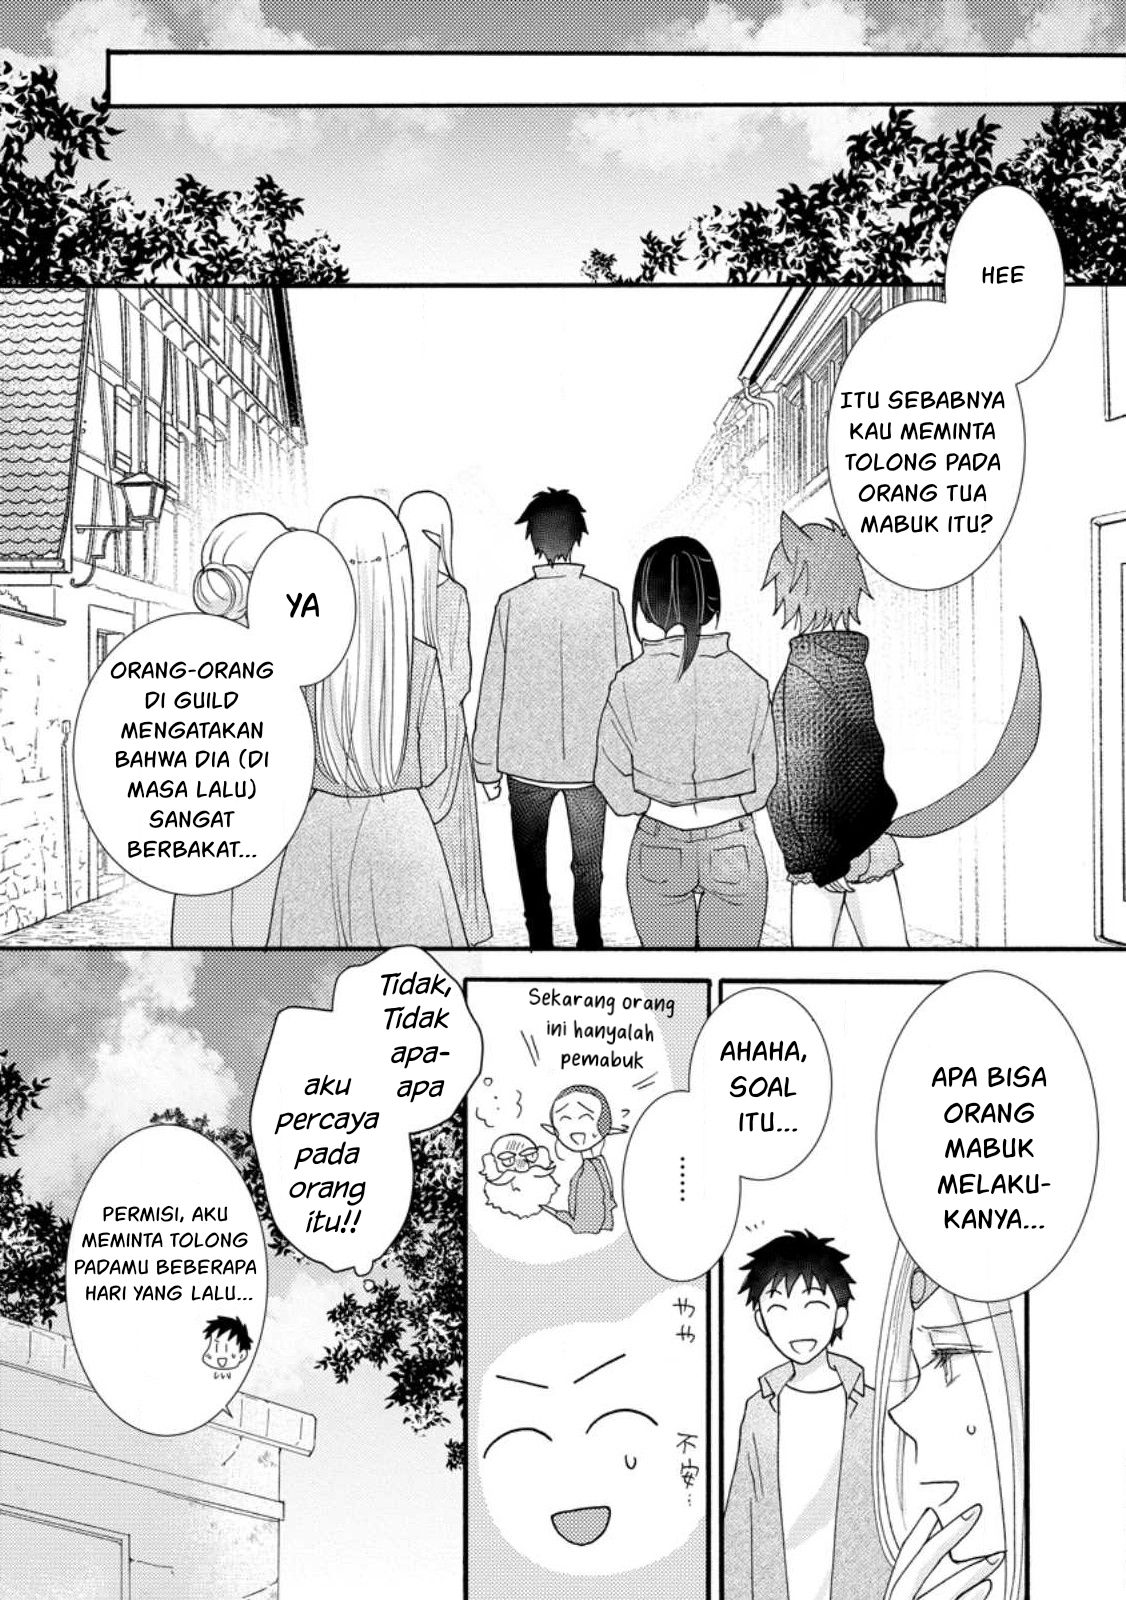 HEE
ITU SEBABNYA
KAU MEMINTA
TOLONG PADA
ORANG TUA
MABUK ITU?
YA
ORANG-ORANG
DI GUILD
MENGATAKAN
BAHWA DIA (DI
MASA LALU)
SANGAT
BERBAKAT...
APA BISA
ORANG
MABUK
MELAKU-
KANYA...
AHAHA,
SOAL
ITU...
......
Sekarang orang
ini hanyalah
pemabuk
やや
不安…
Tidak,
Tidak
apa-
apa
aku
percaya
pada
orang
itu!!
PERMISI, AKU
MEMINTA TOLONG
PADAMU BEBERAPA
HARI YANG LALU...